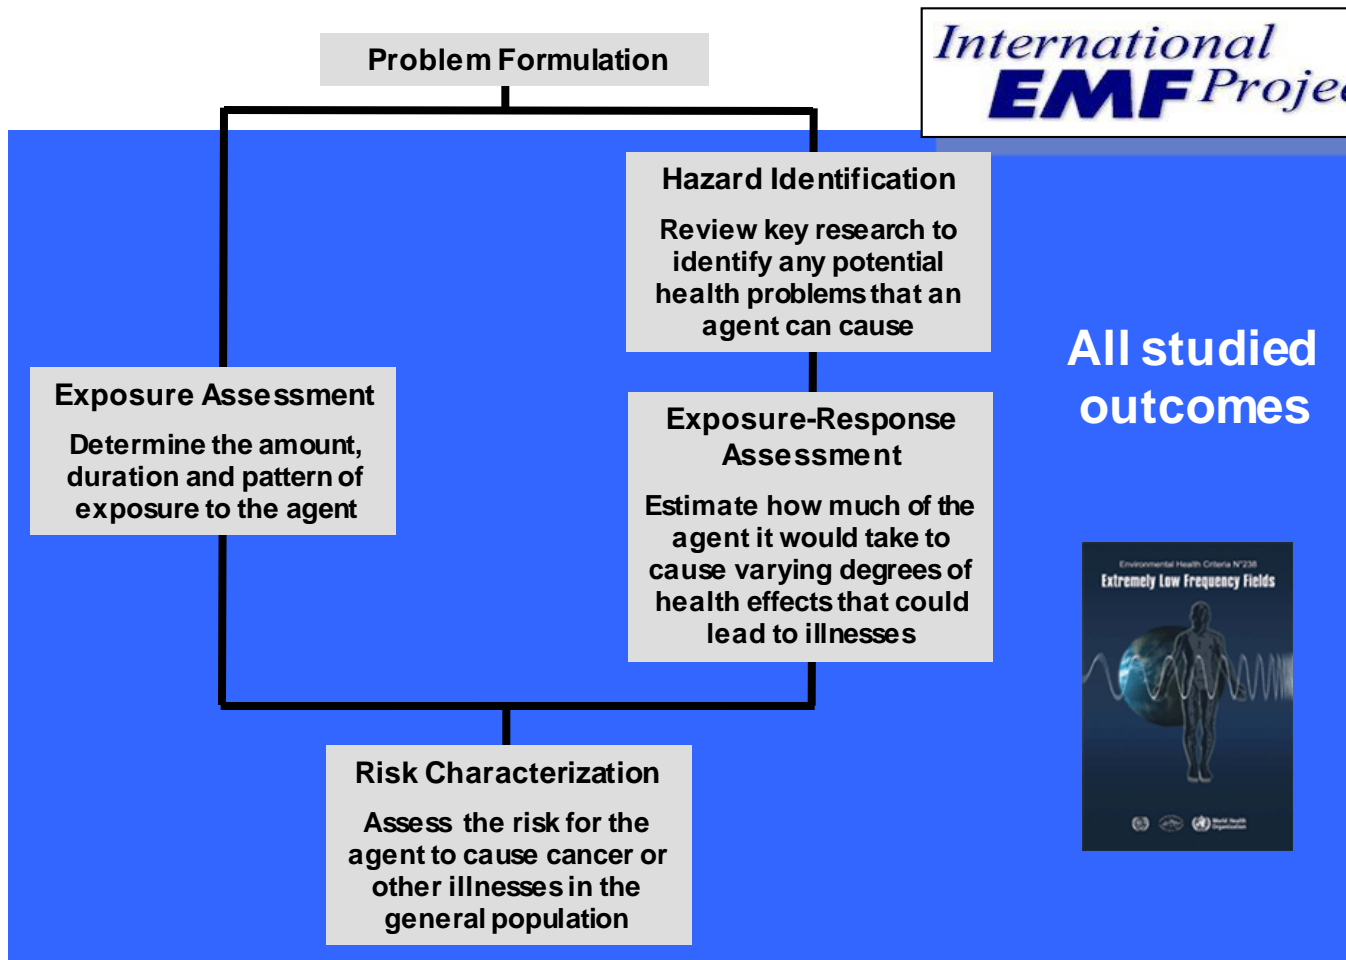 International
EMF Projec
Problem Formulation
Hazard Identification
Review key research to
identify any potential
health problems that an
agent can cause
Exposure Assessment
Determine the amount,
duration and pattern of
exposure to the agent
Exposure-Response
Assessment
Estimate how much of the
agent it would take to
cause varying degrees of
health effects that could
lead to illnesses
All studied
outcomes
Environmental Health Criteria N°238
Extremely Low Frequency Fields
World Health
Organization
Risk Characterization
Assess the risk for the
agent to cause cancer or
other illnesses in the
general population